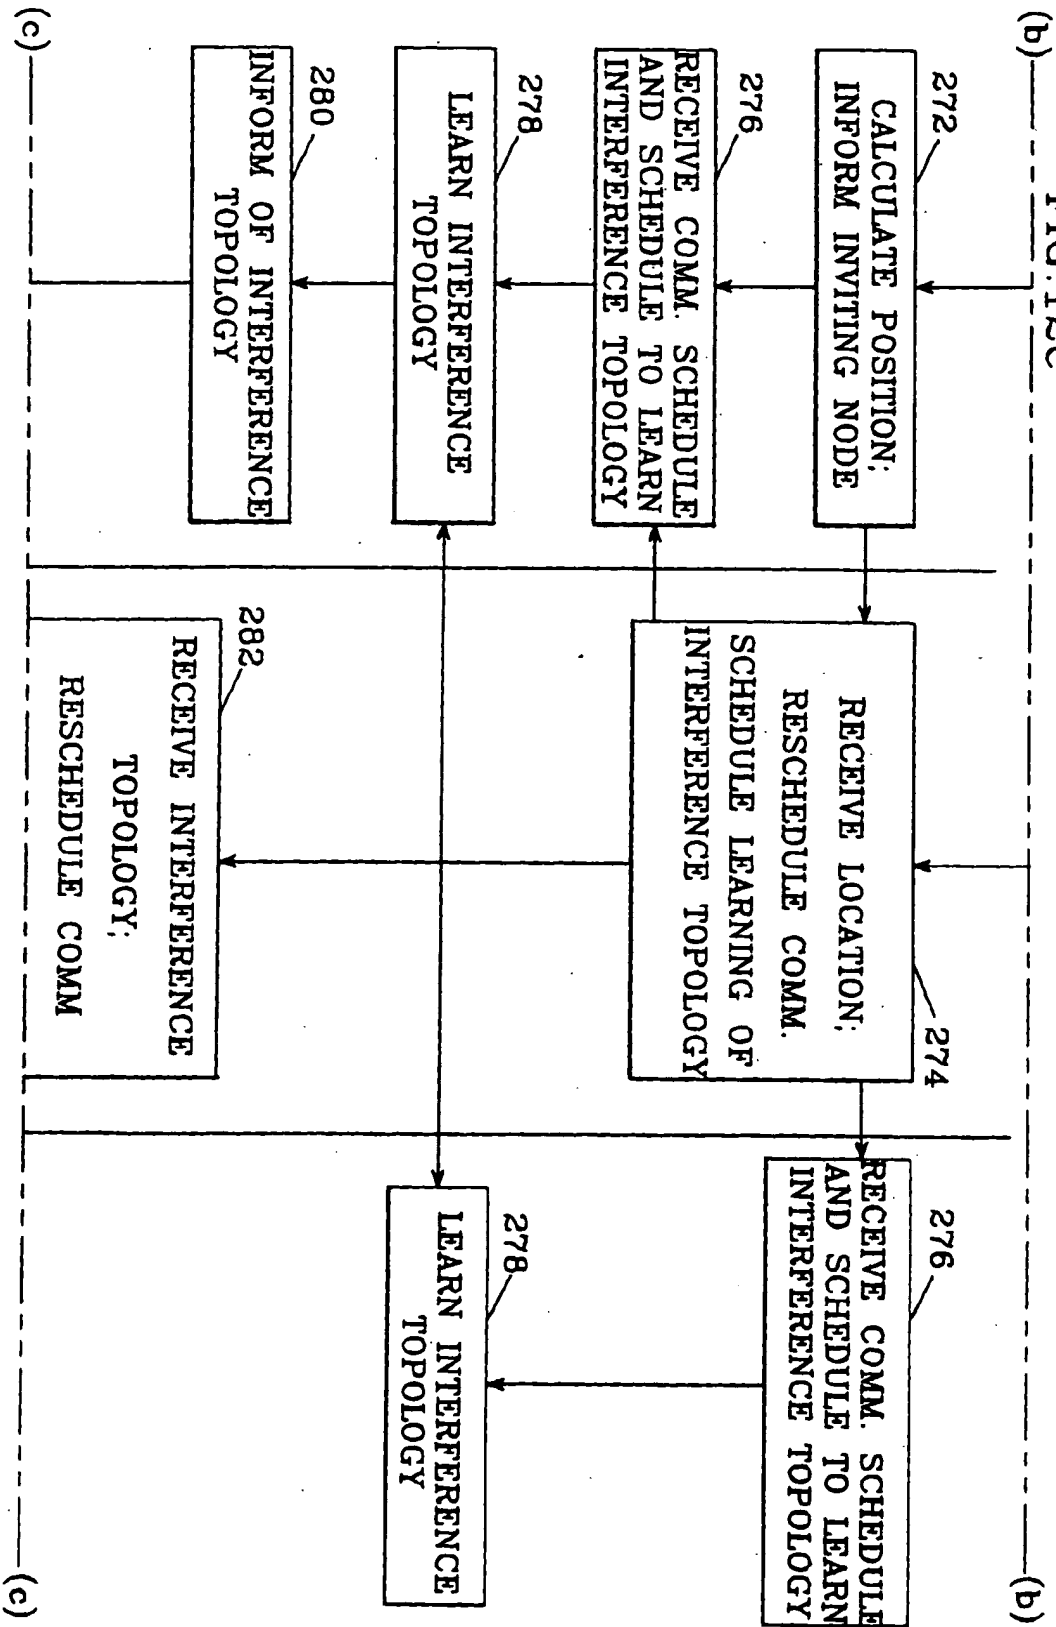 (b)
(b)
272
CALCULATE POSITION;
INFORM INVITING NODE
276
RECEIVE COMM. SCHEDULE
AND SCHEDULE TO LEARN
INTERFERENCE TOPOLOGY
278
LEARN INTERFERENCE
TOPOLOGY
280
INFORM OF INTERFERENCE
TOPOLOGY
274
RECEIVE LOCATION;
RESCHEDULE COMM.
SCHEDULE LEARNING OF
INTERFERENCE TOPOLOGY
282
RECEIVE INTERFERENCE
TOPOLOGY;
RESCHEDULE COMM
276
RECEIVE COMM. SCHEDULE
AND SCHEDULE TO LEARN
INTERFERENCE TOPOLOGY
278
LEARN INTERFERENCE
TOPOLOGY
(c)
(c)